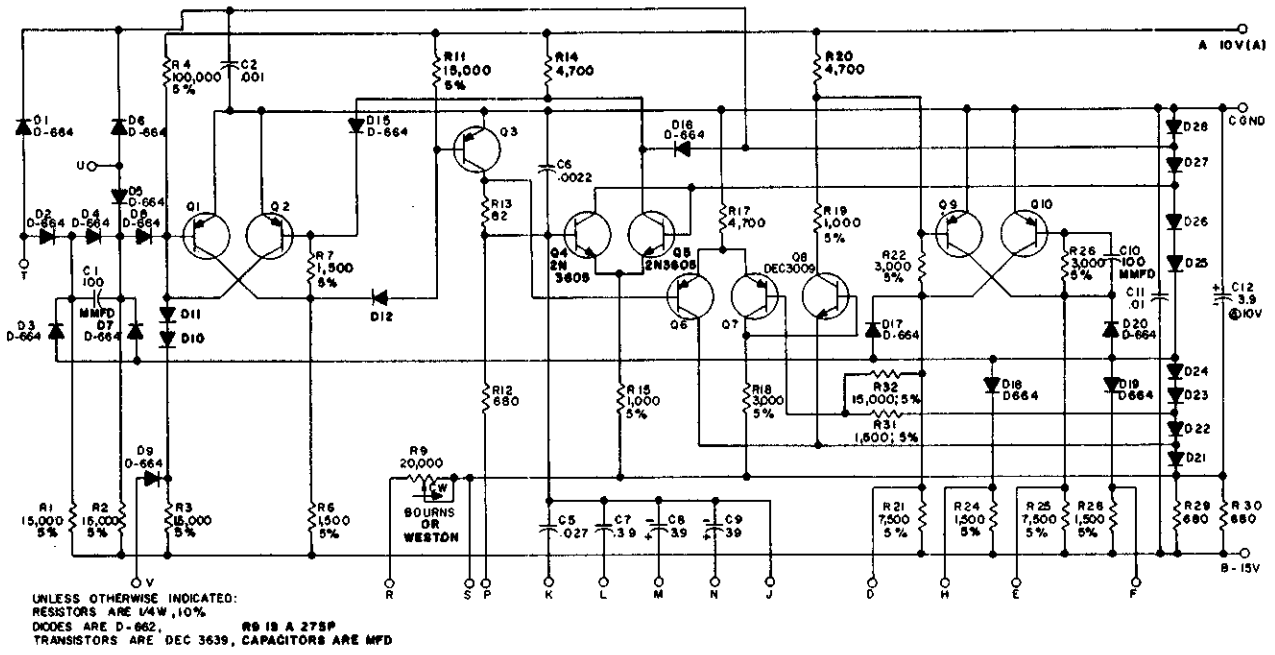 A 10V(A)
R4
100,000
5%
C2
.001
R11
15,000
5%
R14
4,700
R20
4,700
C GND
D1
D-664
D6
D-664
D15
D-664
Q3
D16
D-664
D28
D27
U
C6
.0022
D5
D-664
D2
D-664
D4
D-664
D8
D-664
Q1
Q2
R13
82
R17
4,700
R19
1,000
5%
Q9
Q10
D26
T
R7
1,500
5%
Q4
2N
3605
Q5
2N3605
Q8
DEC3009
R22
3,000
5%
R26
3,000
5%
C10
100
MMFD
D25
C1
100
MMFD
C11
.01
C12
3.9
@10V
D3
D-664
D7
D-664
D11
D10
D12
Q6
Q7
D17
D-664
D20
D-664
R12
680
R15
1,000
5%
R18
3,000
5%
R32
15,000; 5%
R31
1,500; 5%
D18
D664
D19
D664
D24
D23
D22
D21
D9
D-664
R9
20,000
CW
BOURNS
OR
WESTON
R1
15,000
5%
R2
15,000
5%
R3
15,000
5%
R6
1,500
5%
C5
.027
C7
.39
C8
3.9
C9
39
R21
7,500
5%
R24
1,500
5%
R25
7,500
5%
R28
1,500
5%
R29
680
R30
680
B-15V
V
R
S
P
K
L
M
N
J
D
H
E
F
UNLESS OTHERWISE INDICATED:
RESISTORS ARE 1/4W, 10%
DIODES ARE D-662, R9 IS A 275P
TRANSISTORS ARE DEC 3639, CAPACITORS ARE MFD